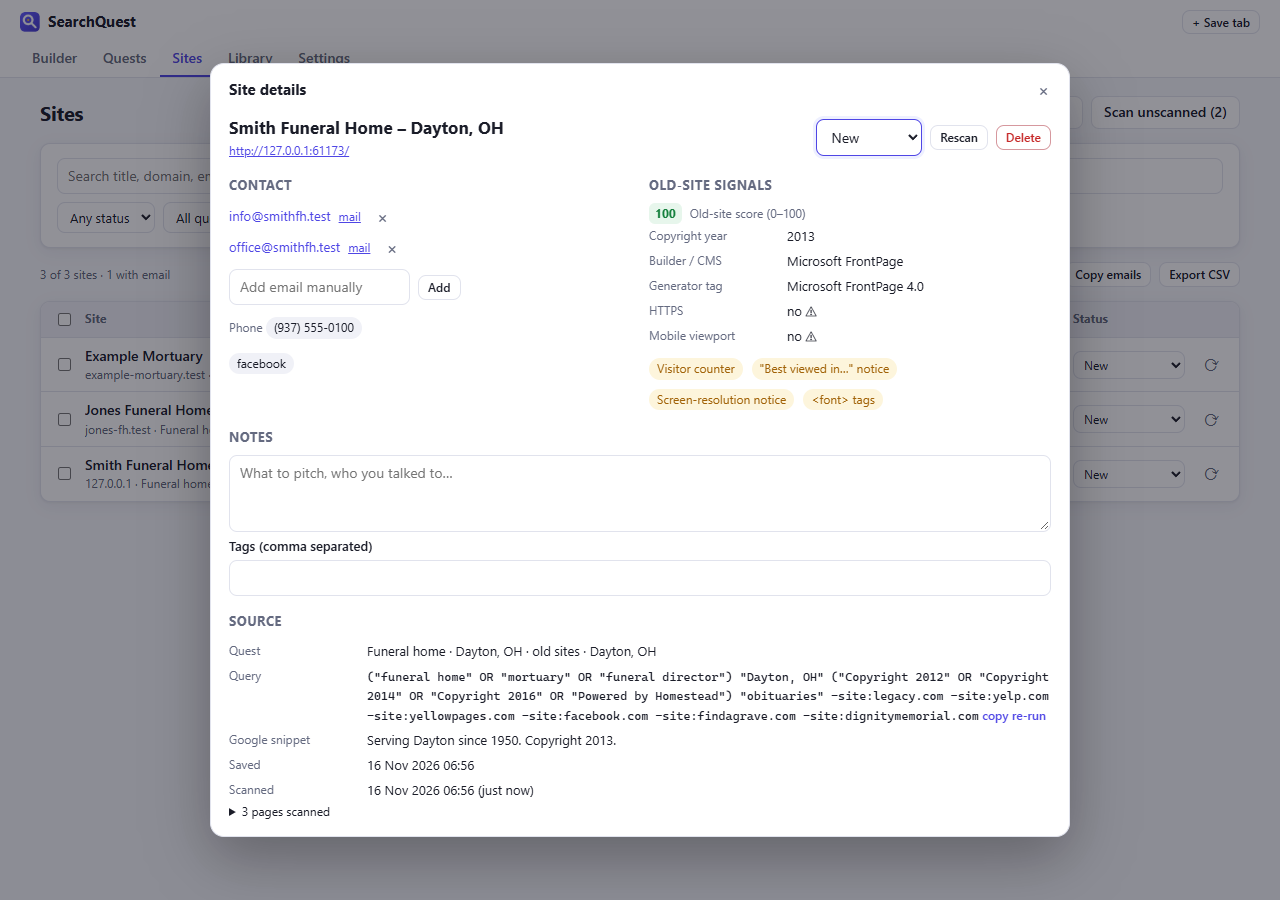 SearchQuest
+ Save tab
Builder Quests Sites Library Settings
Sites
Scan unscanned (2)
Search title, domain, em
Any status
All qu
3 of 3 sites · 1 with email
Copy emails
Export CSV
Site
Status
Example Mortuary
example-mortuary.test
New
Jones Funeral Home
jones-fh.test · Funeral h
New
Smith Funeral Home
127.0.0.1 · Funeral home
New
Site details
×
Smith Funeral Home – Dayton, OH
http://127.0.0.1:61173/
New
Rescan
Delete
CONTACT
info@smithfh.test mail ×
office@smithfh.test mail ×
Add email manually
Add
Phone (937) 555-0100
facebook
OLD-SITE SIGNALS
100 Old-site score (0–100)
Copyright year 2013
Builder / CMS Microsoft FrontPage
Generator tag Microsoft FrontPage 4.0
HTTPS no ⚠
Mobile viewport no ⚠
Visitor counter "Best viewed in…" notice
Screen-resolution notice <font> tags
NOTES
What to pitch, who you talked to…
Tags (comma separated)
SOURCE
Quest Funeral home · Dayton, OH · old sites · Dayton, OH
Query ("funeral home" OR "mortuary" OR "funeral director") "Dayton, OH" ("Copyright 2012" OR "Copyright
2014" OR "Copyright 2016" OR "Powered by Homestead") "obituaries" -site:legacy.com -site:yelp.com
-site:yellowpages.com -site:facebook.com -site:findagrave.com -site:dignitymemorial.com copy re-run
Google snippet Serving Dayton since 1950. Copyright 2013.
Saved 16 Nov 2026 06:56
Scanned 16 Nov 2026 06:56 (just now)
▶ 3 pages scanned